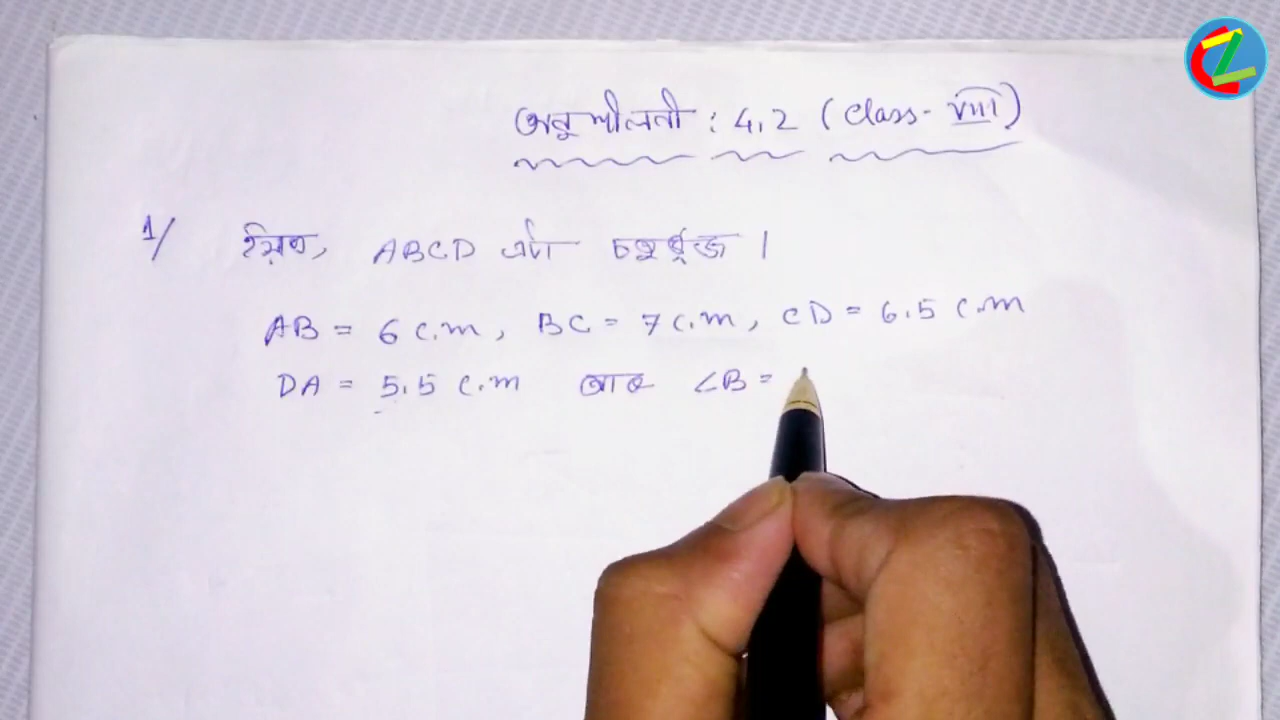 অনুশীলনী : 4.2 (Class- VIII)
1/ ইয়াত, ABCD এটা চতুৰ্ভূজ ।
AB = 6 c.m, BC = 7 c.m, CD = 6.5 c.m
DA = 5.5 c.m আৰু ∠B =